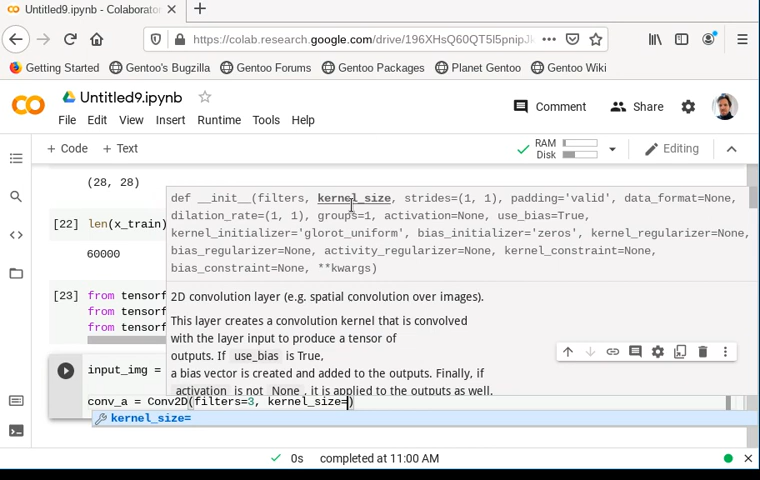 Untitled9.ipynb - Colaborator
https://colab.research.google.com/drive/196XHsQ60QT5l5pnipJ
Getting Started Gentoo's Bugzilla Gentoo Forums Gentoo Packages Planet Gentoo Gentoo Wiki
Untitled9.ipynb
Comment Share
File Edit View Insert Runtime Tools Help
+ Code + Text
RAM
Disk
Editing
(28, 28)
def __init__(filters, kernel_size, strides=(1, 1), padding='valid', data_format=None,
dilation_rate=(1, 1), groups=1, activation=None, use_bias=True,
kernel_initializer='glorot_uniform', bias_initializer='zeros', kernel_regularizer=None,
bias_regularizer=None, activity_regularizer=None, kernel_constraint=None,
bias_constraint=None, **kwargs)
[22] len(x_train)
60000
2D convolution layer (e.g. spatial convolution over images).
This layer creates a convolution kernel that is convolved
with the layer input to produce a tensor of
outputs. If use_bias is True,
a bias vector is created and added to the outputs. Finally, if
activation is not None, it is applied to the outputs as well,
[23] from tensorf
from tensorf
from tensorf
input_img =
conv_a = Conv2D(filters=3, kernel_size=)
kernel_size=
0s completed at 11:00 AM